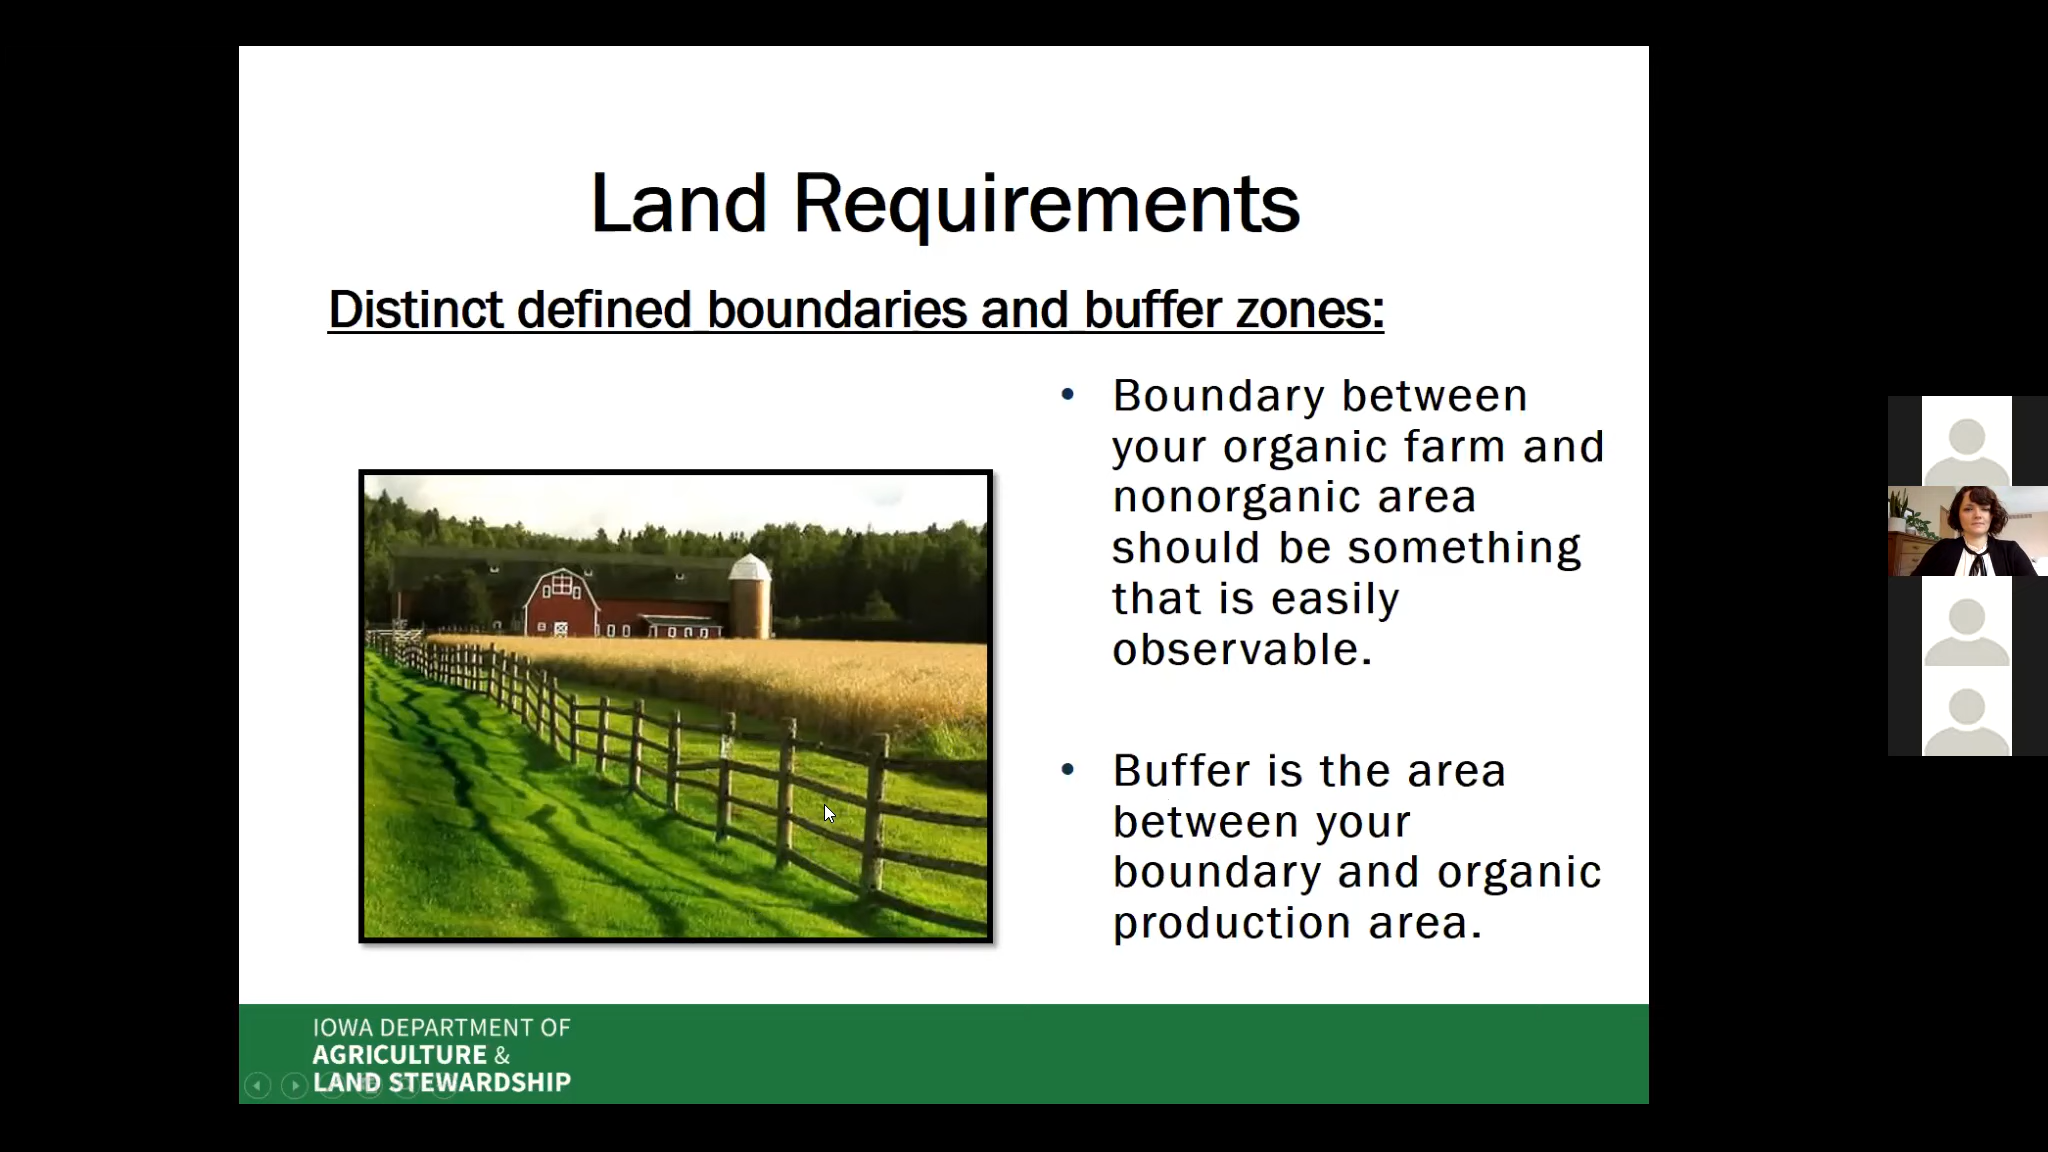 Land Requirements
Distinct defined boundaries and buffer zones:
• Boundary between
your organic farm and
nonorganic area
should be something
that is easily
observable.
• Buffer is the area
between your
boundary and organic
production area.
IOWA DEPARTMENT OF
AGRICULTURE &
LAND STEWARDSHIP